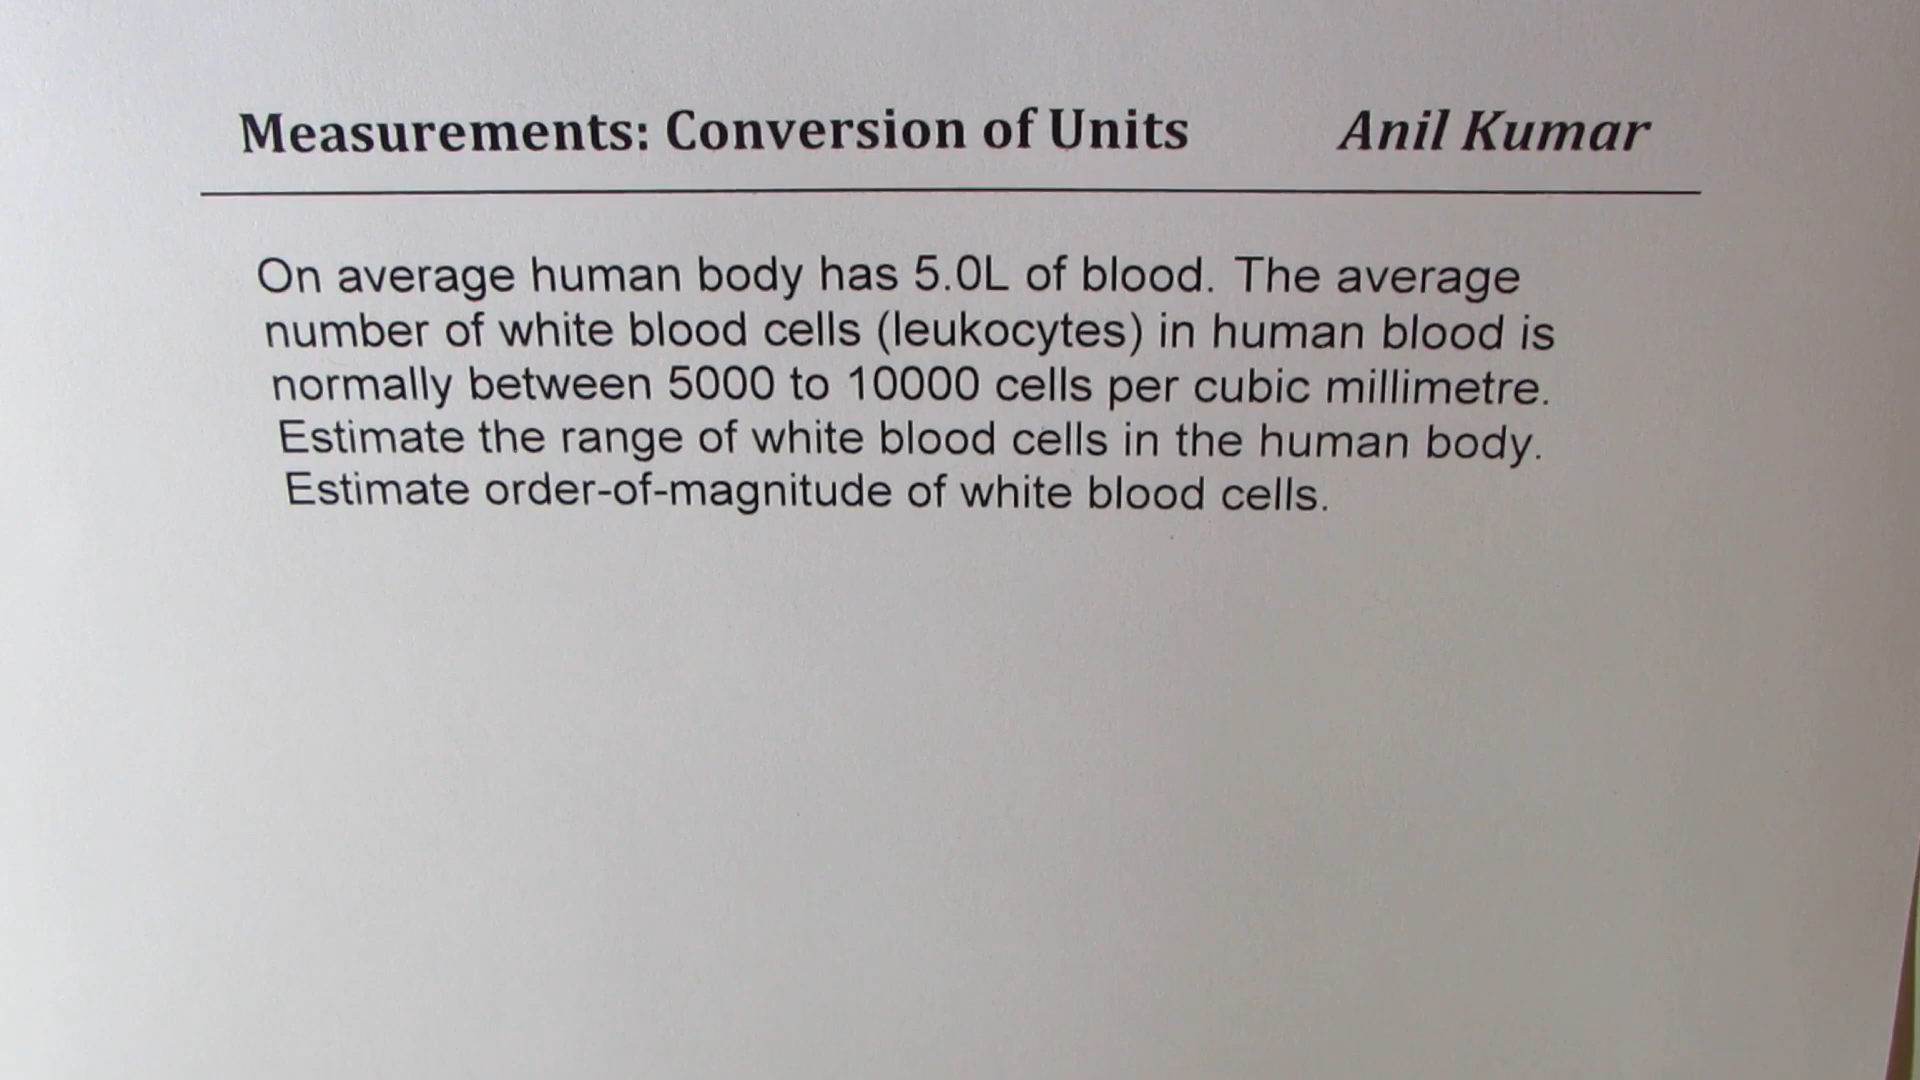 Measurements: Conversion of Units Anil Kumar
On average human body has 5.0L of blood. The average
number of white blood cells (leukocytes) in human blood is
normally between 5000 to 10000 cells per cubic millimetre.
Estimate the range of white blood cells in the human body.
Estimate order-of-magnitude of white blood cells.